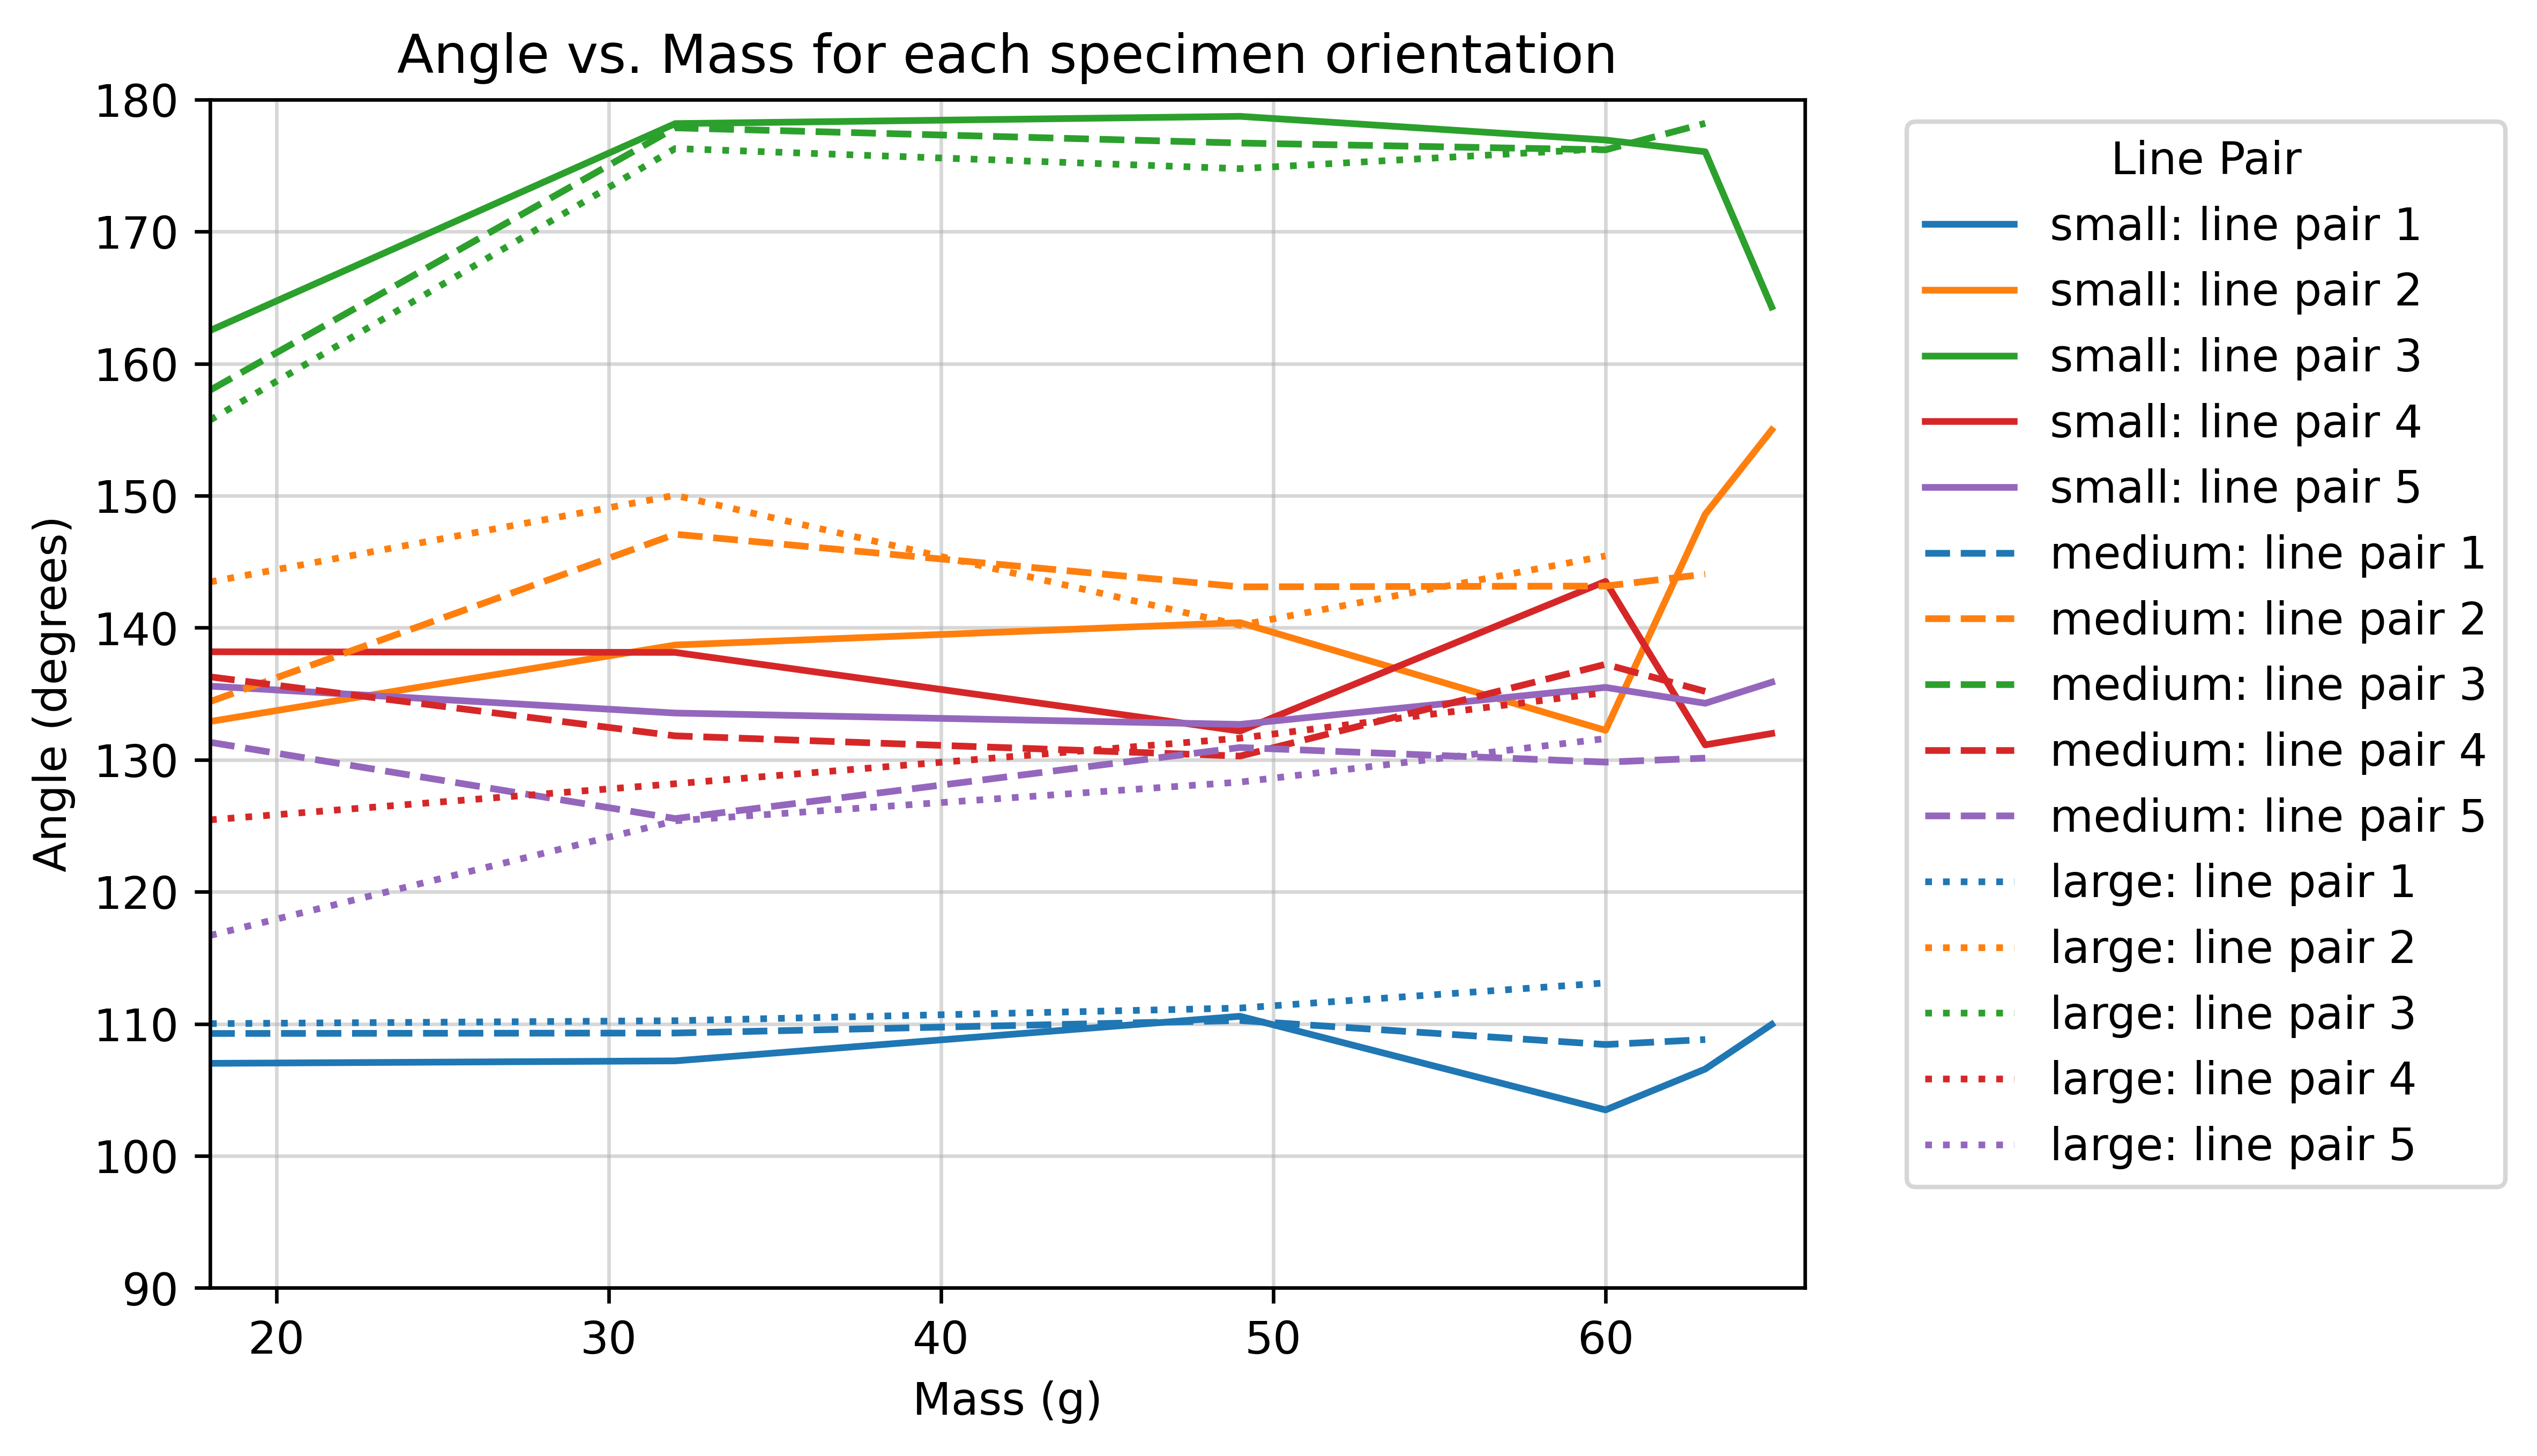 Angle vs. Mass for each specimen orientation
180
170
160
150
140
130
120
110
100
90
Angle (degrees)
20 30 40 50 60
Mass (g)
Line Pair
small: line pair 1
small: line pair 2
small: line pair 3
small: line pair 4
small: line pair 5
medium: line pair 1
medium: line pair 2
medium: line pair 3
medium: line pair 4
medium: line pair 5
large: line pair 1
large: line pair 2
large: line pair 3
large: line pair 4
large: line pair 5